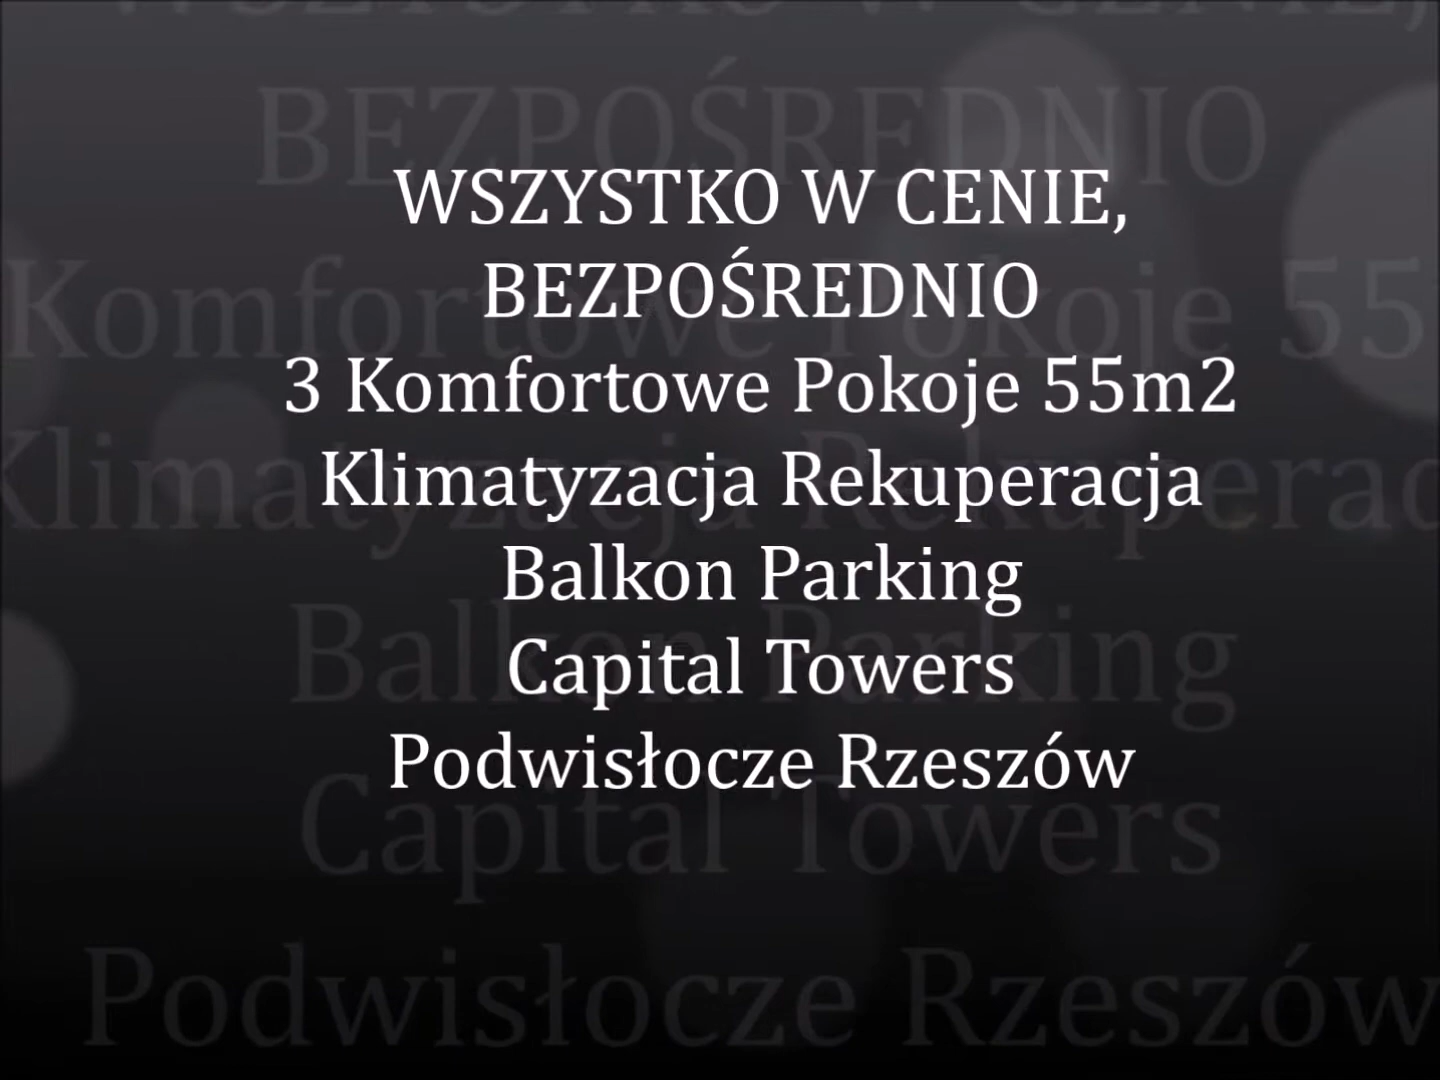 WSZYSTKO W CENIE,
BEZPOŚREDNIO
3 Komfortowe Pokoje 55m2
Klimatyzacja Rekuperacja
Balkon Parking
Capital Towers
Podwisłocze Rzeszów